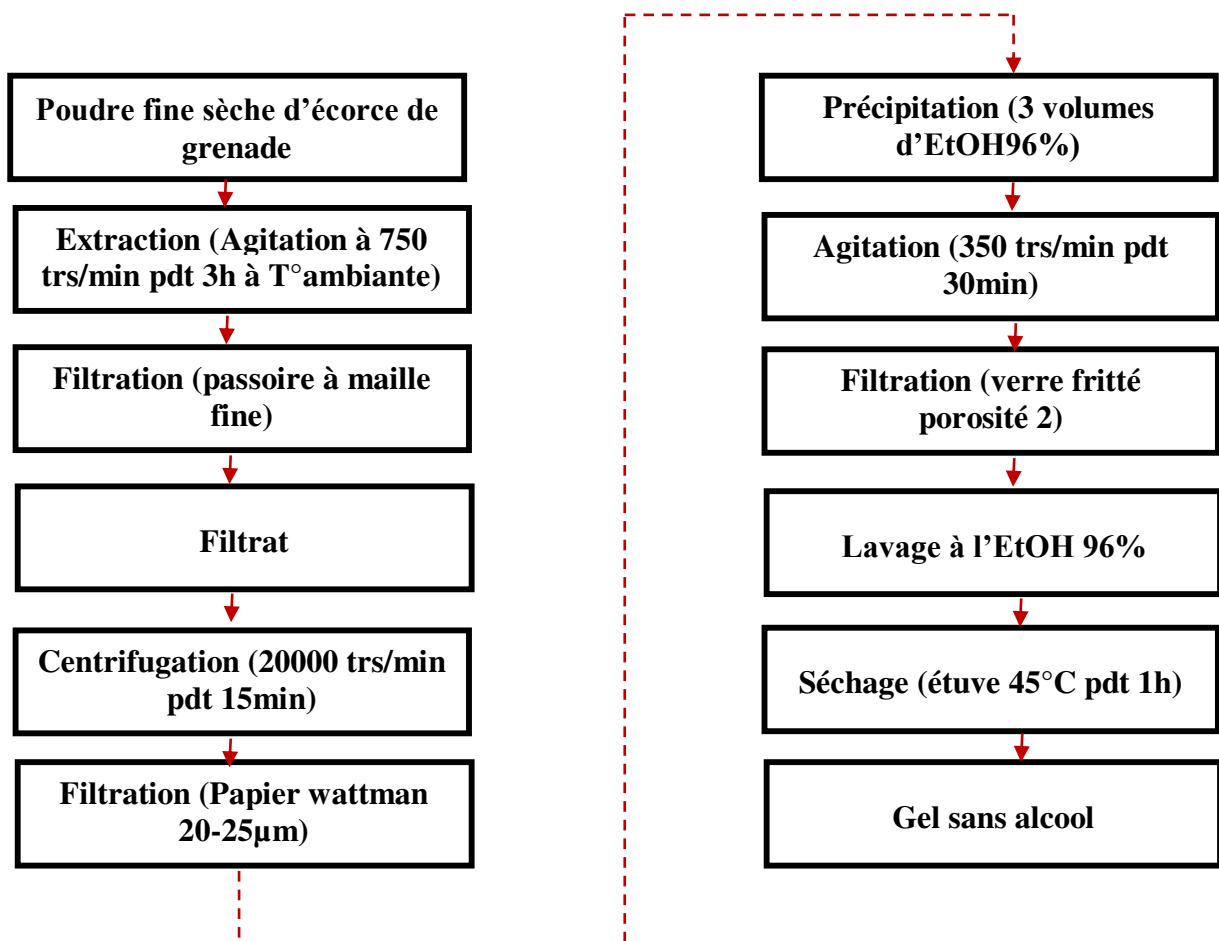 Poudre fine sèche d'écorce de
grenade
Extraction (Agitation à 750
trs/min pdt 3h à T°ambiante)
Filtration (passoire à maille
fine)
Filtrat
Centrifugation (20000 trs/min
pdt 15min)
Filtration (Papier wattman
20-25µm)
Précipitation (3 volumes
d'EtOH96%)
Agitation (350 trs/min pdt
30min)
Filtration (verre fritté
porosité 2)
Lavage à l'EtOH 96%
Séchage (étuve 45°C pdt 1h)
Gel sans alcool